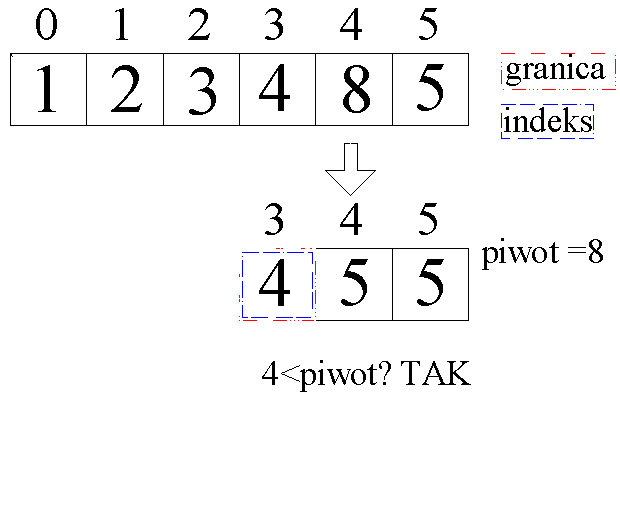 0 1 2 3 4 5
1 2 3 4 8 5
granica
indeks
3 4 5
4 5 5
piwot =8
4<piwot? TAK